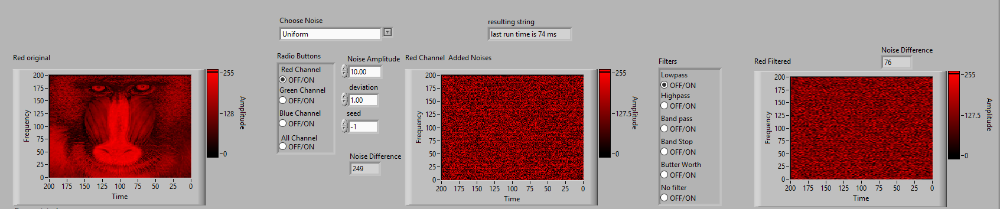 Choose Noise
Uniform
resulting string
last run time is 74 ms
Red original
255
128
0
Amplitude
Frequency
200
175
150
125
100
75
50
25
0
200 175 150 125 100 75 50 25 0
Time
Radio Buttons
Red Channel
OFF/ON
Green Channel
OFF/ON
Blue Channel
OFF/ON
All Channel
OFF/ON
Noise Amplitude
10.00
deviation
1.00
seed
-1
Noise Difference
249
Red Channel Added Noises
255
127.5
0
Amplitude
Frequency
200
175
150
125
100
75
50
25
0
200 175 150 125 100 75 50 25 0
Time
Filters
Lowpass
OFF/ON
Highpass
OFF/ON
Band pass
OFF/ON
Band Stop
OFF/ON
Butter Worth
OFF/ON
No filter
OFF/ON
Noise Difference
76
Red Filtered
255
127.5
0
Amplitude
Frequency
200
175
150
125
100
75
50
25
0
200 175 150 125 100 75 50 25 0
Time